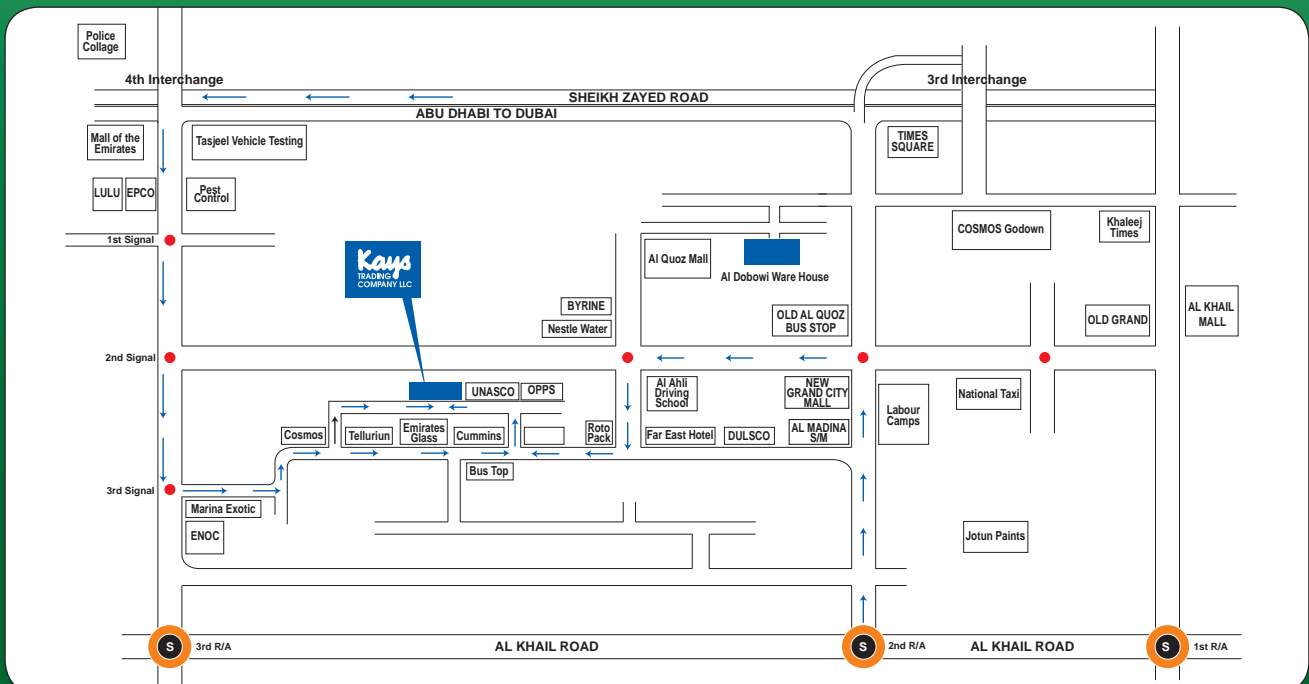 Police
Collage
4th Interchange
3rd Interchange
SHEIKH ZAYED ROAD
ABU DHABI TO DUBAI
Mall of the
Emirates
Tasjeel Vehicle Testing
TIMES
SQUARE
LULU
EPCO
Pest
Control
COSMOS Godown
Khaleej
Times
1st Signal
Kays
TRADING
COMPANY LLC
Al Quoz Mall
Al Dobowi Ware House
BYRINE
Nestle Water
OLD AL QUOZ
BUS STOP
OLD GRAND
AL KHAIL
MALL
2nd Signal
UNASCO
OPPS
Al Ahli
Driving
School
NEW
GRAND CITY
MALL
National Taxi
Labour
Camps
Cosmos
Telluriun
Emirates
Glass
Cummins
Roto
Pack
Far East Hotel
DULSCO
AL MADINA
S/M
Bus Top
3rd Signal
Marina Exotic
ENOC
Jotun Paints
S
3rd R/A
AL KHAIL ROAD
S
2nd R/A
AL KHAIL ROAD
S
1st R/A